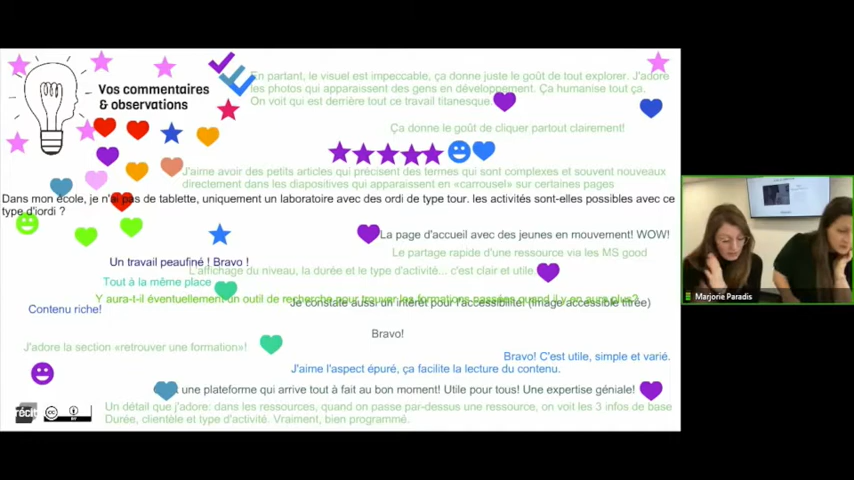 Vos commentaires
& observations
En partant, le visuel est impeccable, ça donne juste le goût de tout explorer. J'adore
les photos qui apparaissent des gens en développement. Ça humanise tout ça.
On voit qui est derrière tout ce travail titanesque.
Ça donne le goût de cliquer partout clairement!
J'aime avoir des petits articles qui précisent des termes qui sont complexes et souvent nouveaux
directement dans les diapositives qui apparaissent en «carrousel» sur certaines pages
Dans mon école, je n'ai pas de tablette, uniquement un laboratoire avec des ordi de type tour. les activités sont-elles possibles avec ce
type d'iordi ?
La page d'accueil avec des jeunes en mouvement! WOW!
Le partage rapide d'une ressource via les MS good
Un travail peaufiné ! Bravo !
L'affichage du niveau, la durée et le type d'activité... c'est clair et utile
Tout à la même place
Y aura-t-il éventuellement un outil de recherche pour trouver les formations passées quand il y en aura plus?
Je constate aussi un intérêt pour l'accessibilité! (image accessible titrée)
Contenu riche!
Bravo!
J'adore la section «retrouver une formation»!
Bravo! C'est utile, simple et varié.
J'aime l'aspect épuré, ça facilite la lecture du contenu.
une plateforme qui arrive tout à fait au bon moment! Utile pour tous! Une expertise géniale!
Un détail que j'adore: dans les ressources, quand on passe par-dessus une ressource, on voit les 3 infos de base
Durée, clientèle et type d'activité. Vraiment, bien programmé.
récit
cc
BY
Marjorie Paradis